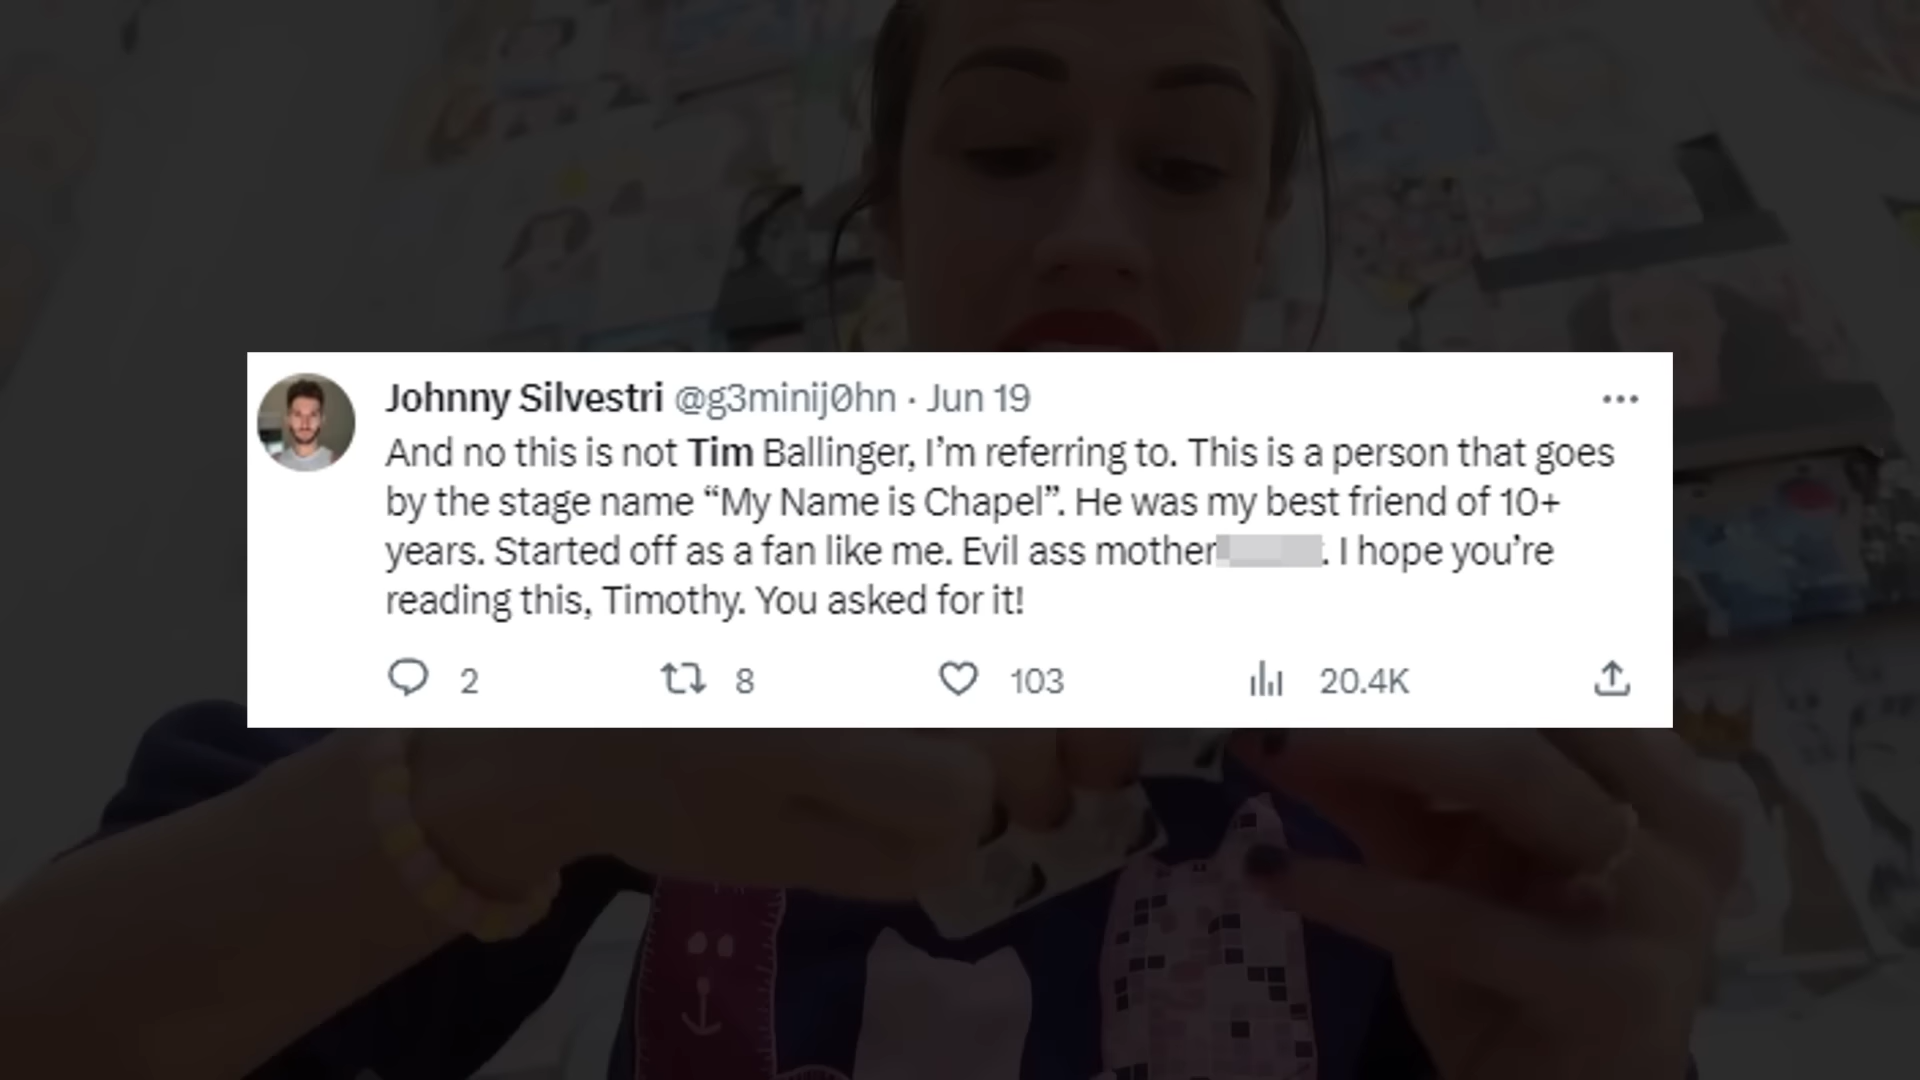 Johnny Silvestri @g3minij0hn · Jun 19
And no this is not Tim Ballinger, I'm referring to. This is a person that goes
by the stage name “My Name is Chapel”. He was my best friend of 10+
years. Started off as a fan like me. Evil ass mother. I hope you're
reading this, Timothy. You asked for it!
2 8 103 20.4K